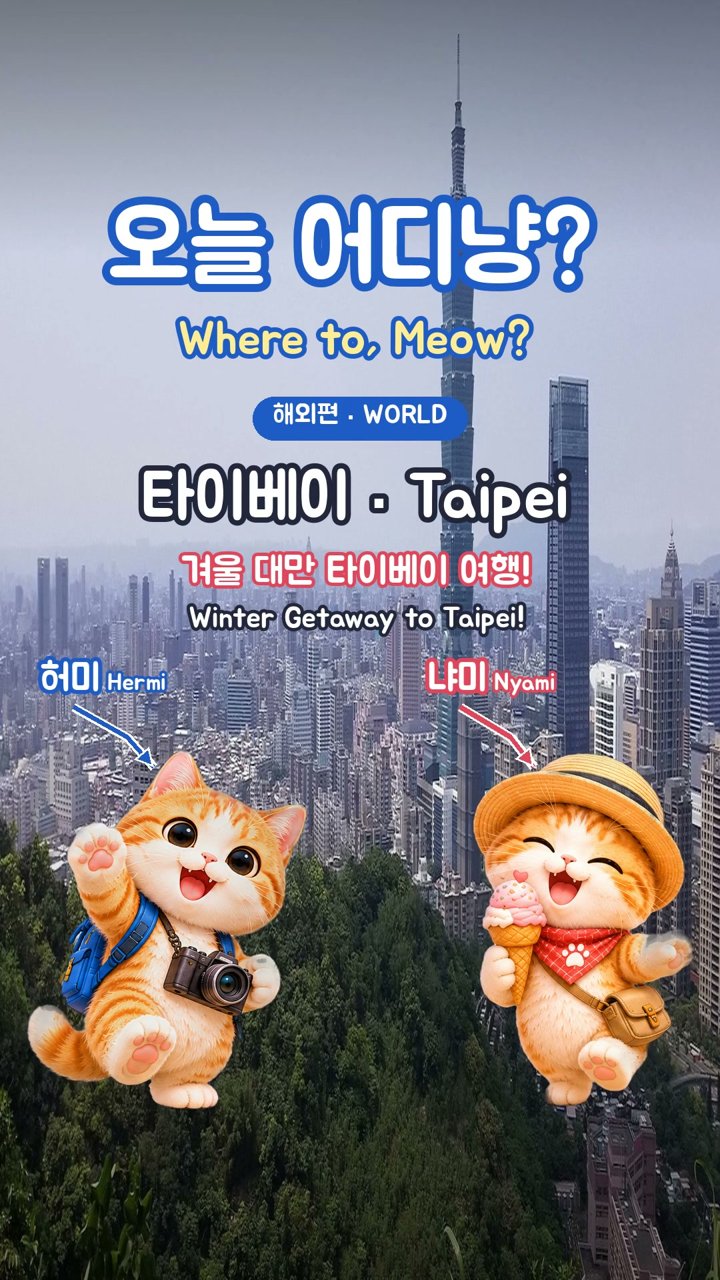 오늘 어디냥?
Where to, Meow?
해외편 · WORLD
타이베이 · Taipei
겨울 대만 타이베이 여행!
Winter Getaway to Taipei!
허미 Hermi
냐미 Nyami